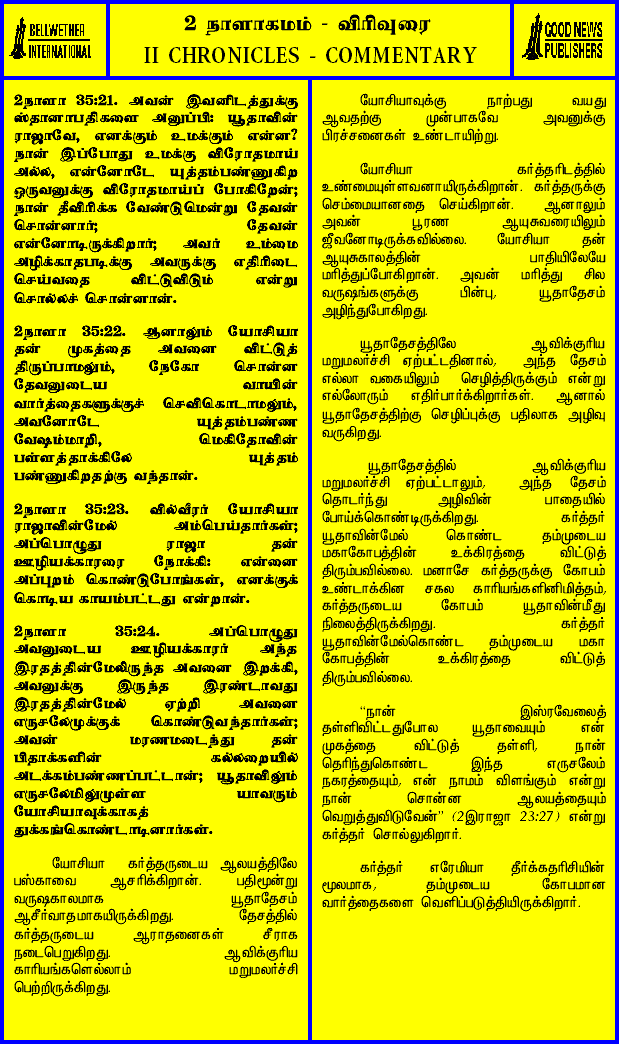 BELLWETHER
INTERNATIONAL
2 நாளாகமம் - விரிவுரை
II CHRONICLES - COMMENTARY
GOOD NEWS
PUBLISHERS
2நாளா 35:21. அவன் இவனிடத்துக்கு
ஸ்தானாபதிகளை அனுப்பி: யூதாவின்
ராஜாவே, எனக்கும் உமக்கும் என்ன?
நான் இப்போது உமக்கு விரோதமாய்
அல்ல, என்னோடே யுத்தம்பண்ணுகிற
ஒருவனுக்கு விரோதமாய்ப் போகிறேன்;
நான் தீவிரிக்க வேண்டுமென்று தேவன்
சொன்னார்; தேவன்
என்னோடிருக்கிறார்; அவர் உம்மை
அழிக்காதபடிக்கு அவருக்கு எதிரிடை
செய்வதை விட்டுவிடும் என்று
சொல்லச் சொன்னான்.
2நாளா 35:22. ஆனாலும் யோசியா
தன் முகத்தை அவனை விட்டுத்
திருப்பாமலும், நேகோ சொன்ன
தேவனுடைய வாயின்
வார்த்தைகளுக்குச் செவிகொடாமலும்,
அவனோடே யுத்தம்பண்ண
வேஷம்மாறி, மெகிதோவின்
பள்ளத்தாக்கிலே யுத்தம்
பண்ணுகிறதற்கு வந்தான்.
2நாளா 35:23. வில்வீரர் யோசியா
ராஜாவின்மேல் அம்பெய்தார்கள்;
அப்பொழுது ராஜா தன்
ஊழியக்காரரை நோக்கி: என்னை
அப்புறம் கொண்டுபோங்கள், எனக்குக்
கொடிய காயம்பட்டது என்றான்.
2நாளா 35:24. அப்பொழுது
அவனுடைய ஊழியக்காரர் அந்த
இரதத்தின்மேலிருந்த அவனை இறக்கி,
அவனுக்கு இருந்த இரண்டாவது
இரதத்தின்மேல் ஏற்றி அவனை
எருசலேமுக்குக் கொண்டுவந்தார்கள்;
அவன் மரணமடைந்து தன்
பிதாக்களின் கல்லறையில்
அடக்கம்பண்ணப்பட்டான்; யூதாவிலும்
எருசலேமிலுமுள்ள யாவரும்
யோசியாவுக்காகத்
துக்கங்கொண்டாடினார்கள்.
யோசியா கர்த்தருடைய ஆலயத்திலே
பஸ்காவை ஆசரிக்கிறான். பதிமூன்று
வருஷகாலமாக யூதாதேசம்
ஆசீர்வாதமாகயிருக்கிறது. தேசத்தில்
கர்த்தருடைய ஆராதனைகள் சீராக
நடைபெறுகிறது. ஆவிக்குரிய
காரியங்களெல்லாம் மறுமலர்ச்சி
பெற்றிருக்கிறது.
யோசியாவுக்கு நாற்பது வயது
ஆவதற்கு முன்பாகவே அவனுக்கு
பிரச்சனைகள் உண்டாயிற்று.
யோசியா கர்த்தரிடத்தில்
உண்மையுள்ளவனாயிருக்கிறான். கர்த்தருக்கு
செம்மையானதை செய்கிறான். ஆனாலும்
அவன் பூரண ஆயுசுவரையிலும்
ஜீவனோடிருக்கவில்லை. யோசியா தன்
ஆயுசுகாலத்தின் பாதியிலேயே
மரித்துப்போகிறான். அவன் மரித்து சில
வருஷங்களுக்கு பின்பு, யூதாதேசம்
அழிந்துபோகிறது.
யூதாதேசத்திலே ஆவிக்குரிய
மறுமலர்ச்சி ஏற்பட்டதினால், அந்த தேசம்
எல்லா வகையிலும் செழித்திருக்கும் என்று
எல்லோரும் எதிர்பார்க்கிறார்கள். ஆனால்
யூதாதேசத்திற்கு செழிப்புக்கு பதிலாக அழிவு
வருகிறது.
யூதாதேசத்தில் ஆவிக்குரிய
மறுமலர்ச்சி ஏற்பட்டாலும், அந்த தேசம்
தொடர்ந்து அழிவின் பாதையில்
போய்க்கொண்டிருக்கிறது. கர்த்தர்
யூதாவின்மேல் கொண்ட தம்முடைய
மகாகோபத்தின் உக்கிரத்தை விட்டுத்
திரும்பவில்லை. மனாசே கர்த்தருக்கு கோபம்
உண்டாக்கின சகல காரியங்களினிமித்தம்,
கர்த்தருடைய கோபம் யூதாவின்மீது
நிலைத்திருக்கிறது. கர்த்தர்
யூதாவின்மேல்கொண்ட தம்முடைய மகா
கோபத்தின் உக்கிரத்தை விட்டுத்
திரும்பவில்லை.
"நான் இஸ்ரவேலைத்
தள்ளிவிட்டதுபோல யூதாவையும் என்
முகத்தை விட்டுத் தள்ளி, நான்
தெரிந்துகொண்ட இந்த எருசலேம்
நகரத்தையும், என் நாமம் விளங்கும் என்று
நான் சொன்ன ஆலயத்தையும்
வெறுத்துவிடுவேன்" (2இராஜா 23:27) என்று
கர்த்தர் சொல்லுகிறார்.
கர்த்தர் எரேமியா தீர்க்கதரிசியின்
மூலமாக, தம்முடைய கோபமான
வார்த்தைகளை வெளிப்படுத்தியிருக்கிறார்.